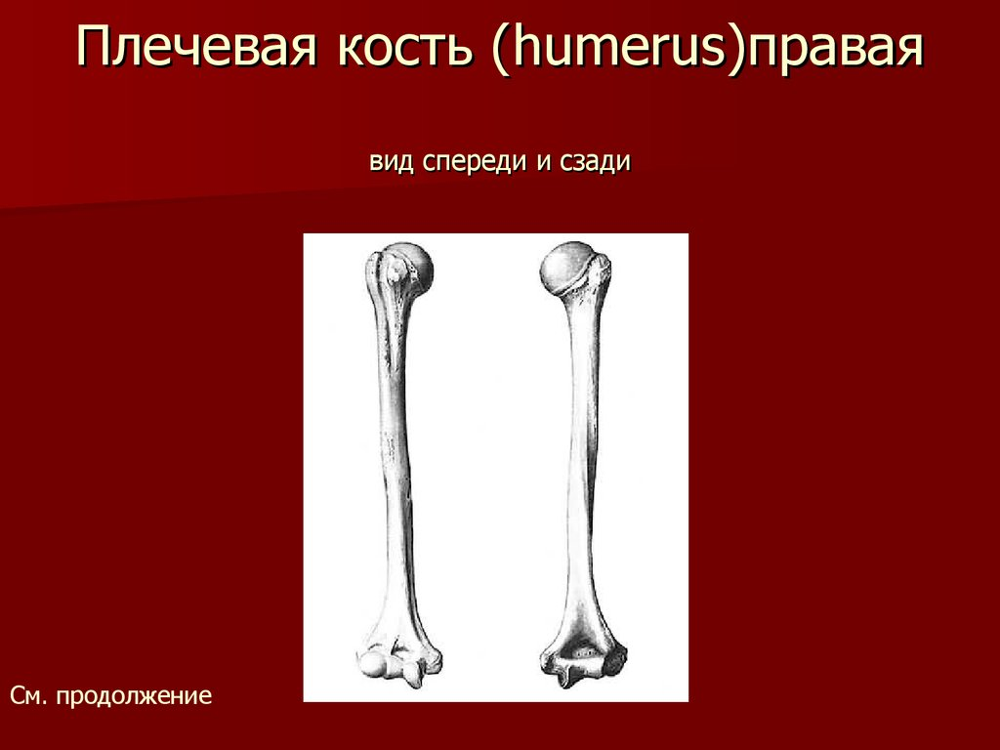 Плечевая кость (humerus)правая
вид спереди и сзади
См. продолжение